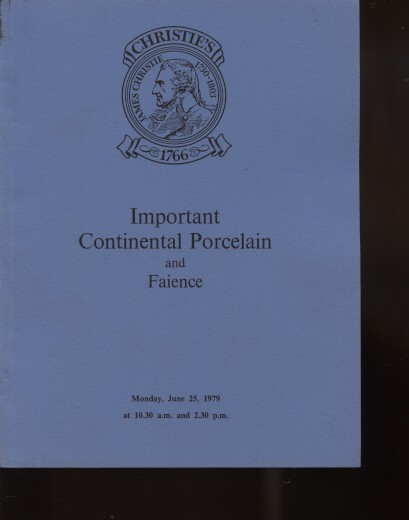 CHRISTIE'S
JAMES CHRISTIE 1730-1803
1766
Important
Continental Porcelain
and
Faience
Monday, June 25, 1979
at 10.30 a.m. and 2.30 p.m.